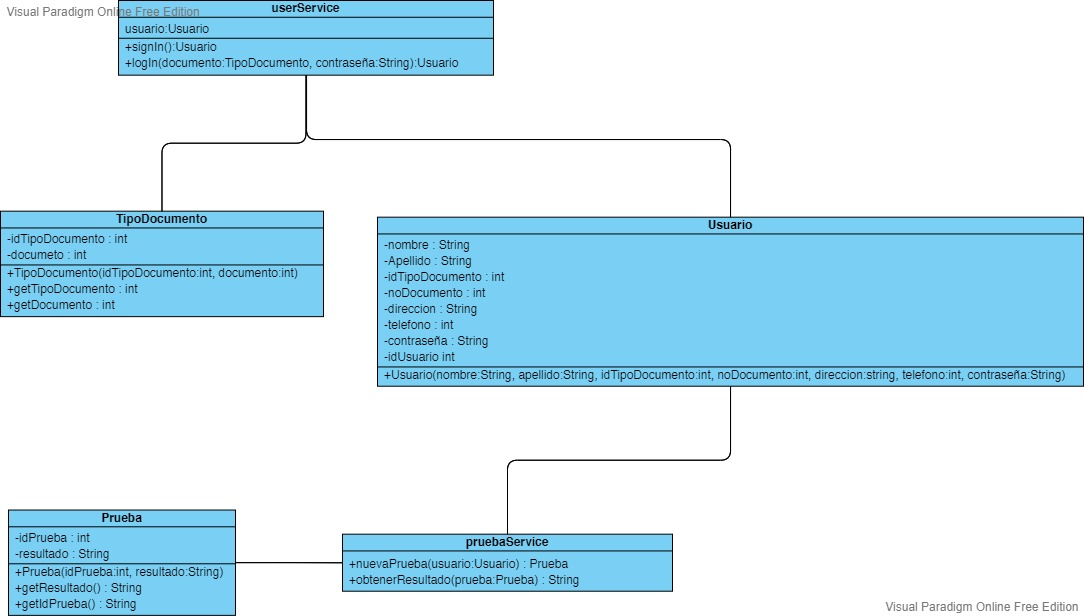 Visual Paradigm Online Free Edition
userService
usuario:Usuario
+signIn():Usuario
+logIn(documento:TipoDocumento, contraseña:String):Usuario
TipoDocumento
-idTipoDocumento : int
-documeto : int
+TipoDocumento(idTipoDocumento:int, documento:int)
+getTipoDocumento : int
+getDocumento : int
Usuario
-nombre : String
-Apellido : String
-idTipoDocumento : int
-noDocumento : int
-direccion : String
-telefono : int
-contraseña : String
-idUsuario int
+Usuario(nombre:String, apellido:String, idTipoDocumento:int, noDocumento:int, direccion:string, telefono:int, contraseña:String)
Prueba
-idPrueba : int
-resultado : String
+Prueba(idPrueba:int, resultado:String)
+getResultado() : String
+getIdPrueba() : String
pruebaService
+nuevaPrueba(usuario:Usuario) : Prueba
+obtenerResultado(prueba:Prueba) : String
Visual Paradigm Online Free Edition